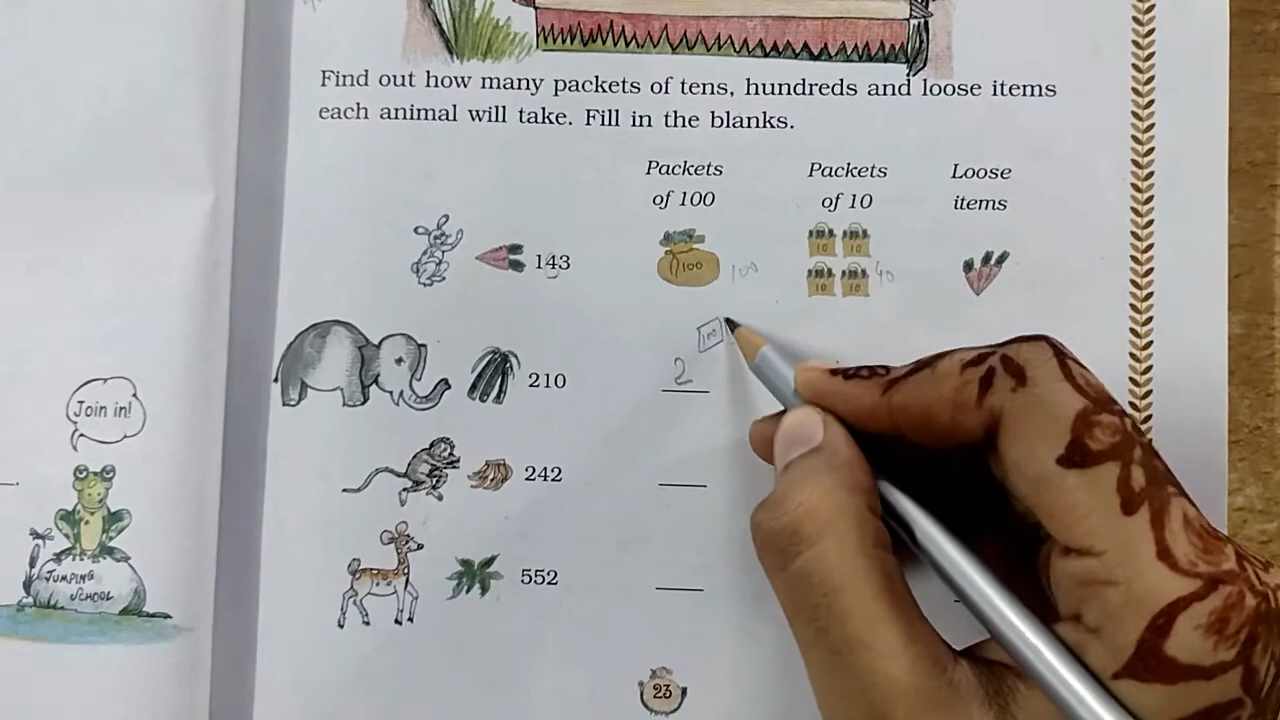 Find out how many packets of tens, hundreds and loose items
each animal will take. Fill in the blanks.
Packets of 100
Packets of 10
Loose items
143
100
100
10
10
10
10
40
210
2
100
242
552
Join in!
JUMPING
SCHOOL
23